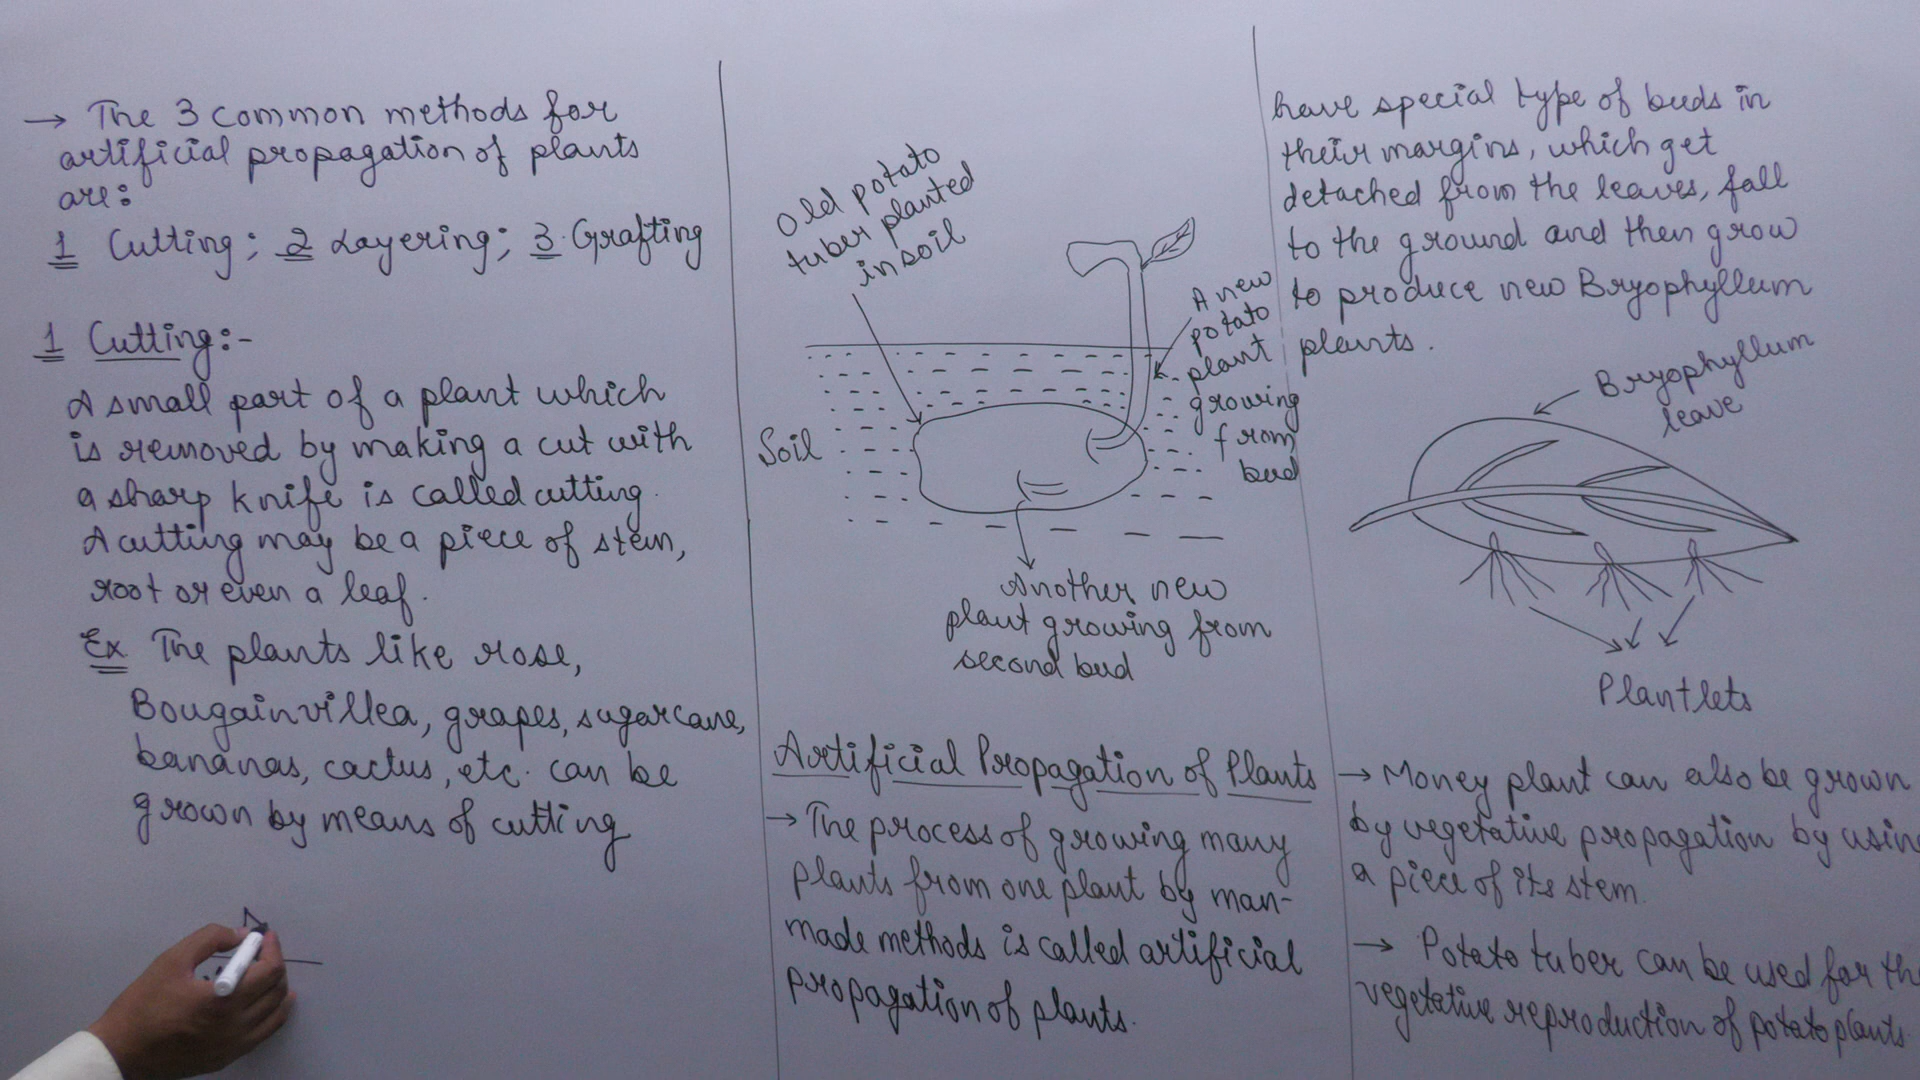 → The 3 common methods for
artificial propagation of plants
are:
1 Cutting; 2 Layering; 3. Grafting
1 Cutting:-
A small part of a plant which
is removed by making a cut with
a sharp knife is called cutting.
A cutting may be a piece of stem,
root or even a leaf.
Ex The plants like rose,
Bougainvillea, grapes, sugarcane,
bananas, cactus, etc. can be
grown by means of cutting
Old potato
tuber planted
in soil
A new
potato
plant
growing
from
bud
Soil
Another new
plant growing from
second bud
Artificial Propagation of Plants
→ The process of growing many
plants from one plant by man-
made methods is called artificial
propagation of plants.
have special type of buds in
their margins, which get
detached from the leaves, fall
to the ground and then grow
to produce new Bryophyllum
plants.
Bryophyllum
leave
Plantlets
→ Money plant can also be grown
by vegetative propagation by usin
a piece of its stem.
→ Potato tuber can be used for th
vegetative reproduction of potato plants.